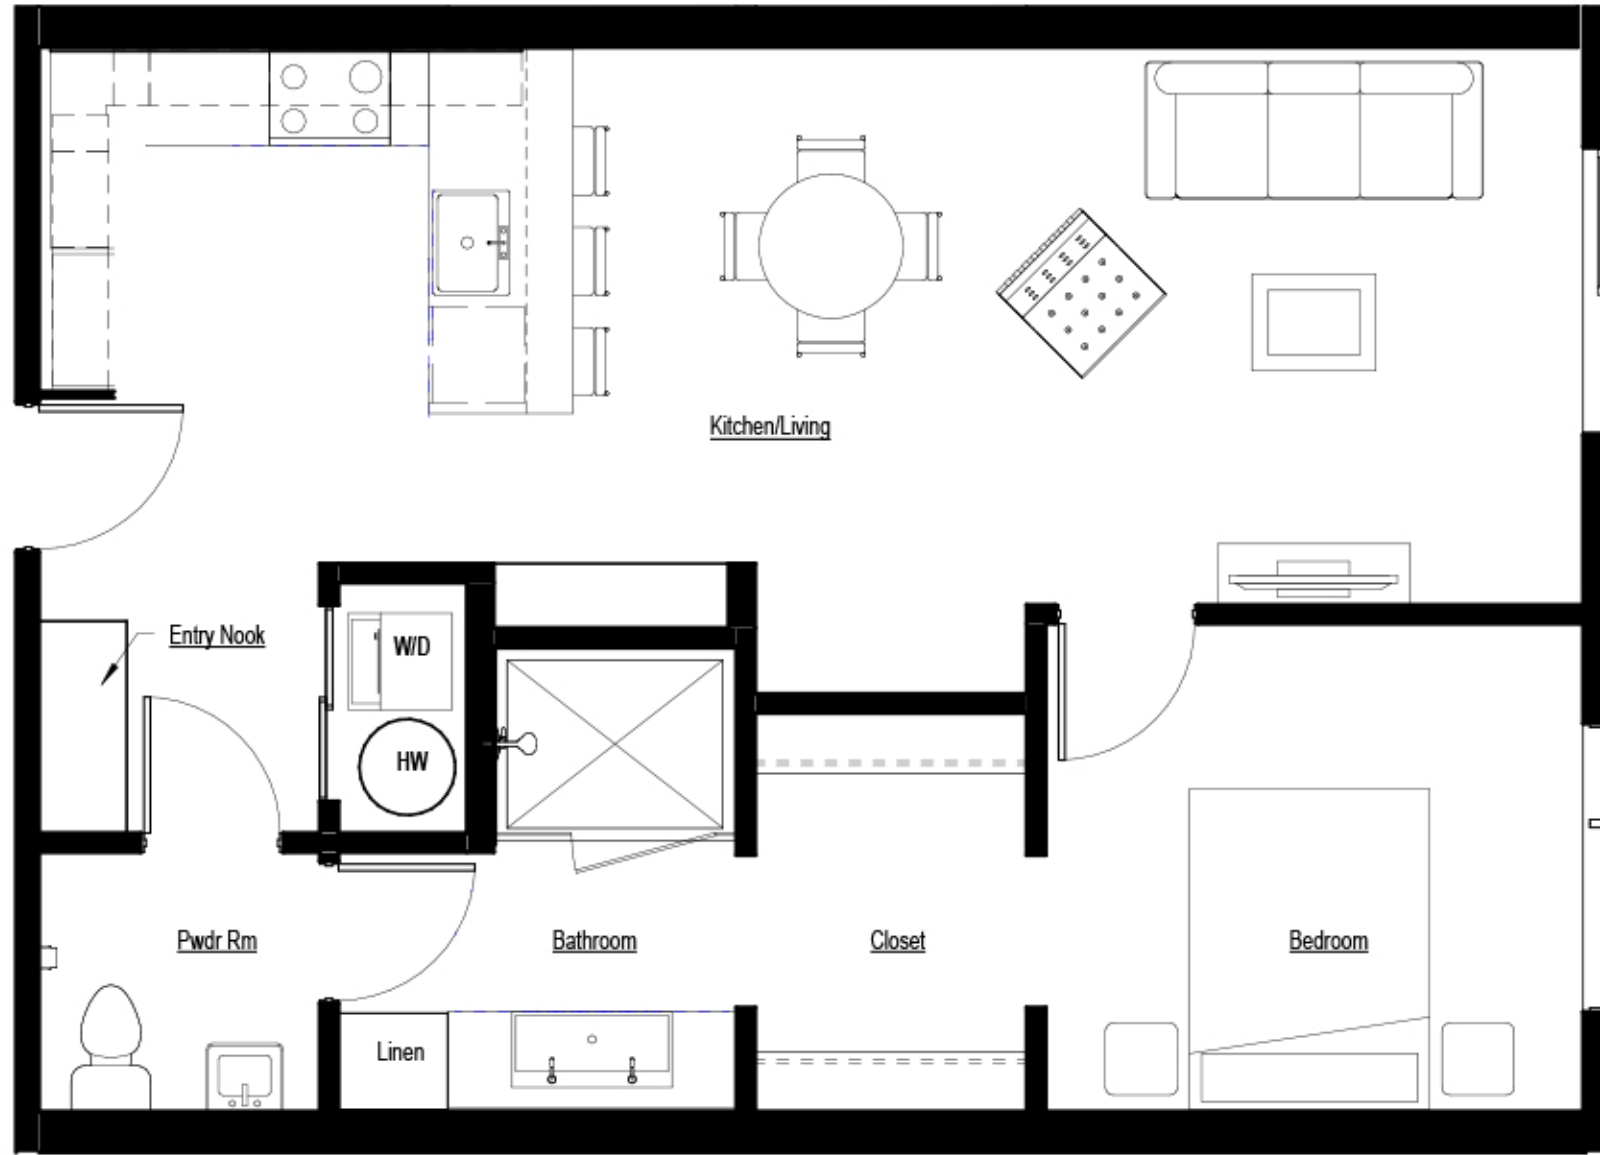 Kitchen/Living
Entry Nook
W/D
HW
Pwdr Rm
Bathroom
Closet
Bedroom
Linen